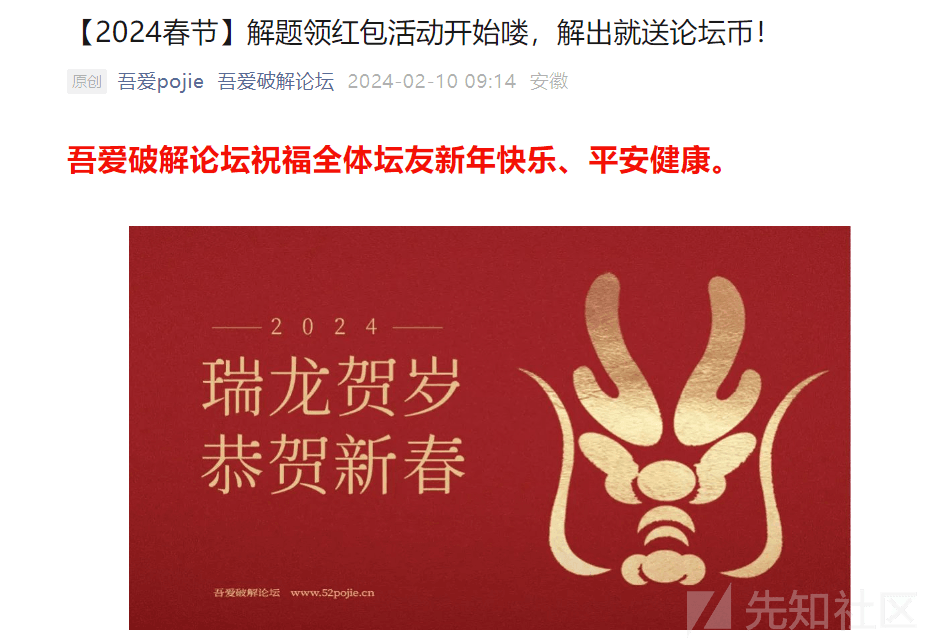 【2024春节】解题领红包活动开始喽，解出就送论坛币！
原创 吾爱pojie 吾爱破解论坛 2024-02-10 09:14 安徽
吾爱破解论坛祝福全体坛友新年快乐、平安健康。
2024
瑞龙贺岁
恭贺新春
吾爱破解论坛 www.52pojie.cn
先知社区